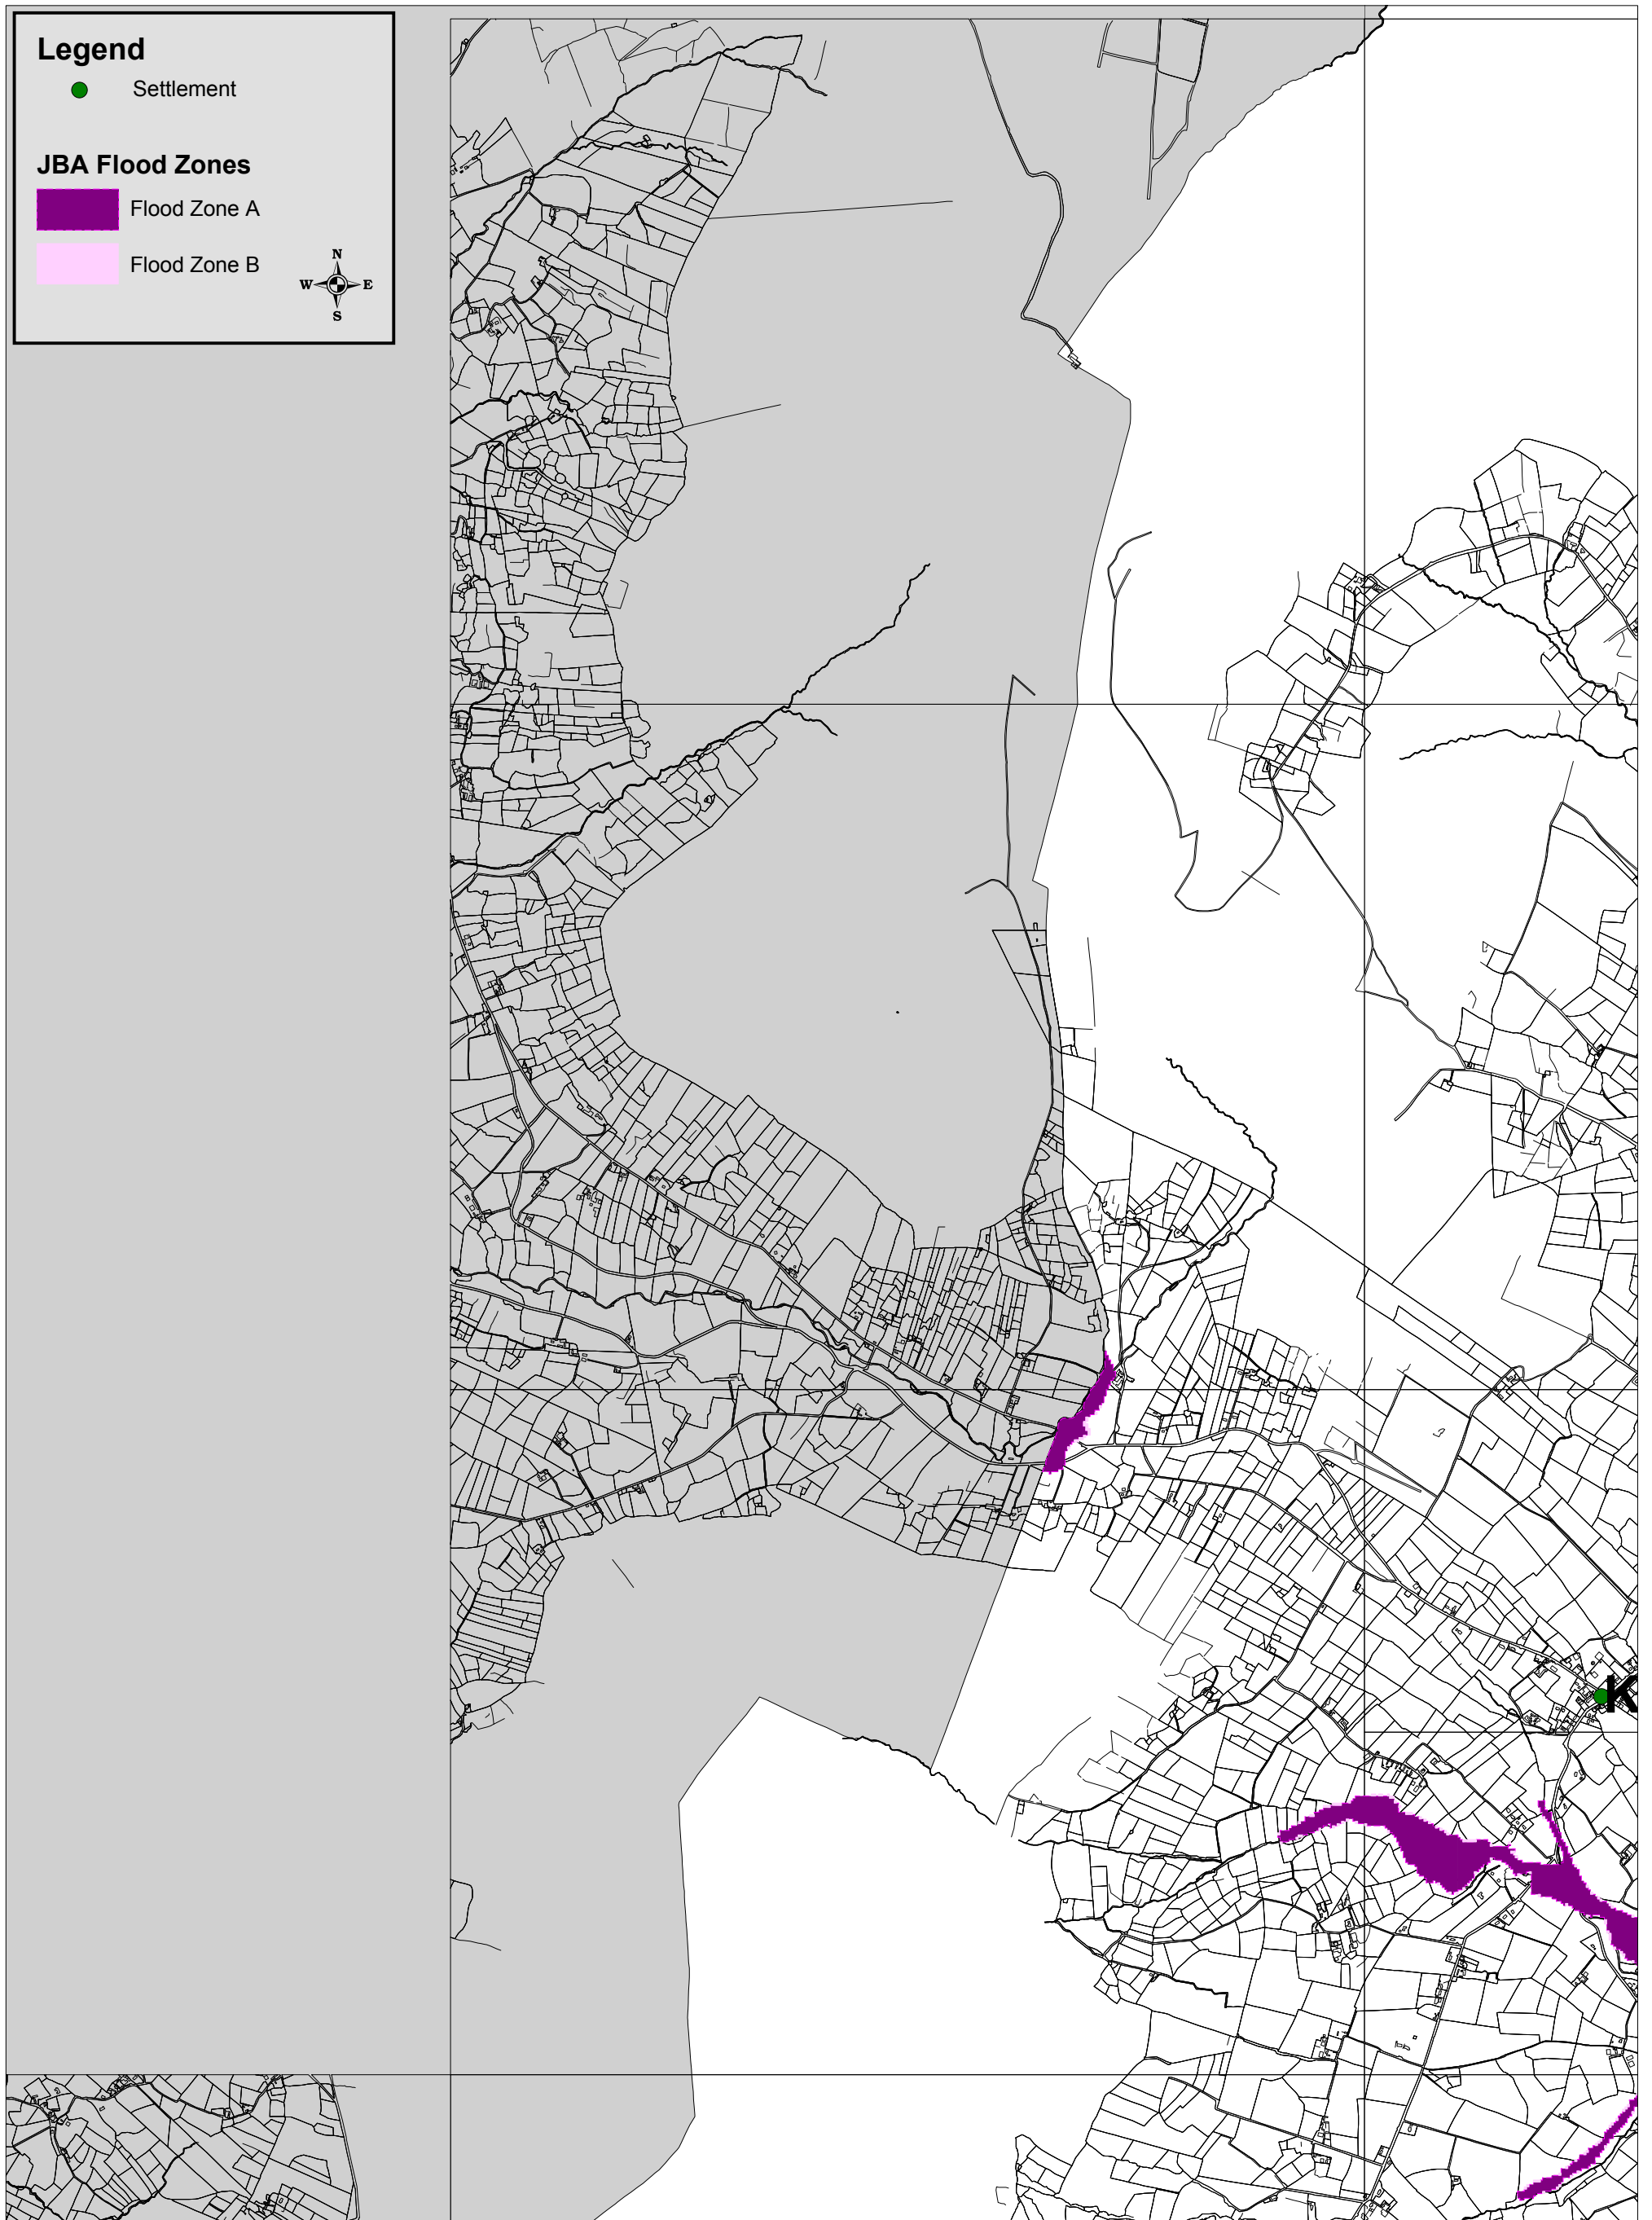 Legend
Settlement
JBA Flood Zones
Flood Zone A
Flood Zone B
N
W E
S
K